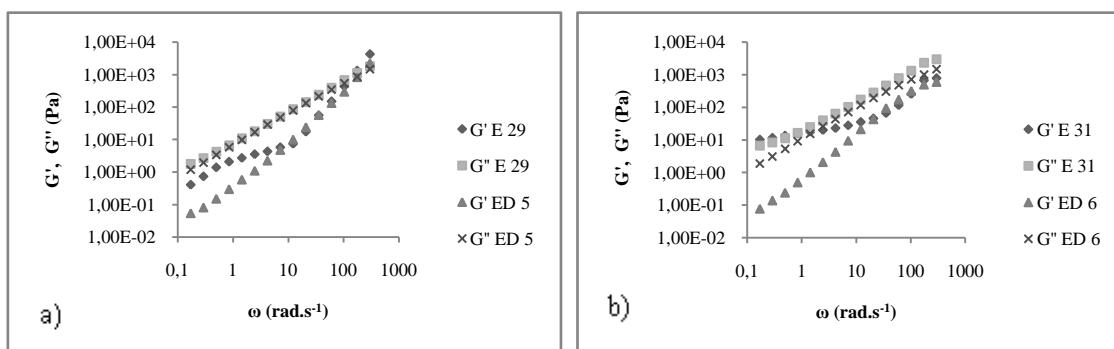 1,00E+04
1,00E+03
1,00E+02
1,00E+01
1,00E+00
1,00E-01
1,00E-02
G', G'' (Pa)
0,1 1 10 100 1000
ω (rad.s⁻¹)
G' E 29
G'' E 29
G' ED 5
G'' ED 5
a)
1,00E+04
1,00E+03
1,00E+02
1,00E+01
1,00E+00
1,00E-01
1,00E-02
G', G'' (Pa)
0,1 1 10 100 1000
ω (rad.s⁻¹)
G' E 31
G'' E 31
G' ED 6
G'' ED 6
b)